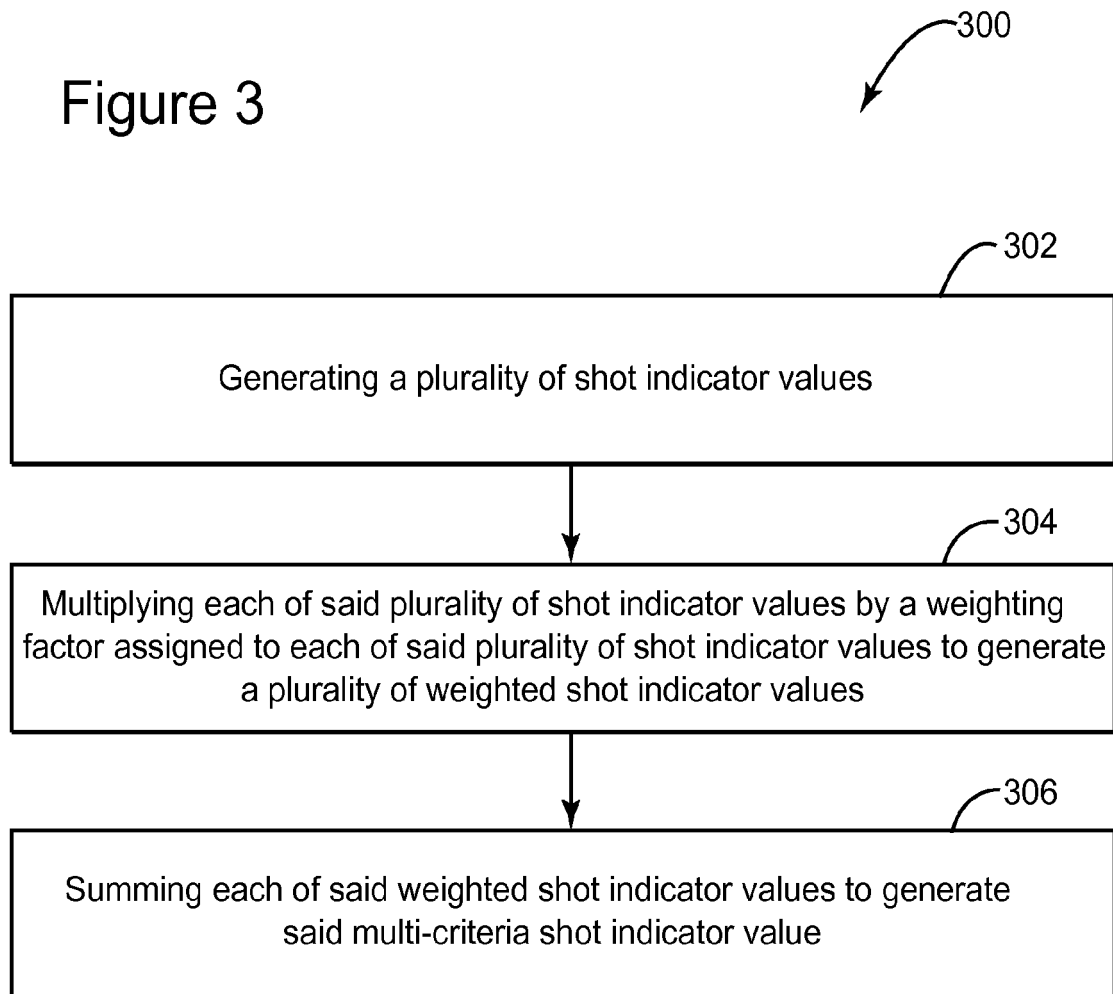 300
Figure 3
302
Generating a plurality of shot indicator values
304
Multiplying each of said plurality of shot indicator values by a weighting
factor assigned to each of said plurality of shot indicator values to generate
a plurality of weighted shot indicator values
306
Summing each of said weighted shot indicator values to generate
said multi-criteria shot indicator value